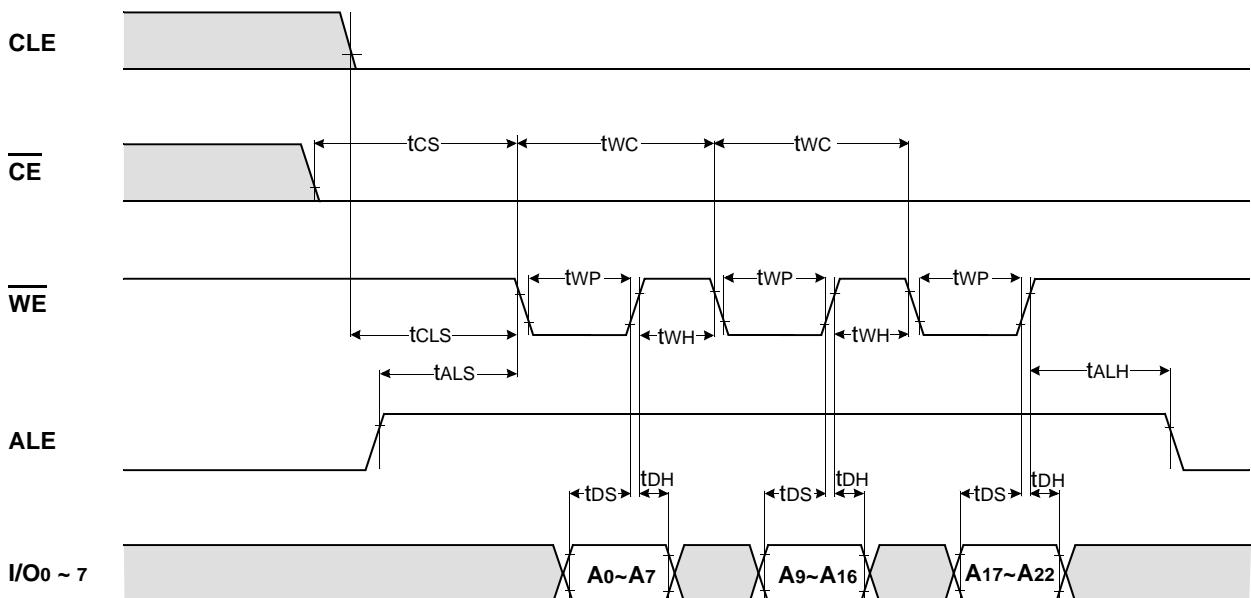 CLE
tCS
tWC
tWC
CE
tWP
tWP
tWP
WE
tCLS
tWH
tWH
tALS
tALH
ALE
tDS
tDH
tDS
tDH
tDS
tDH
I/O0 ~ 7
A0~A7
A9~A16
A17~A22